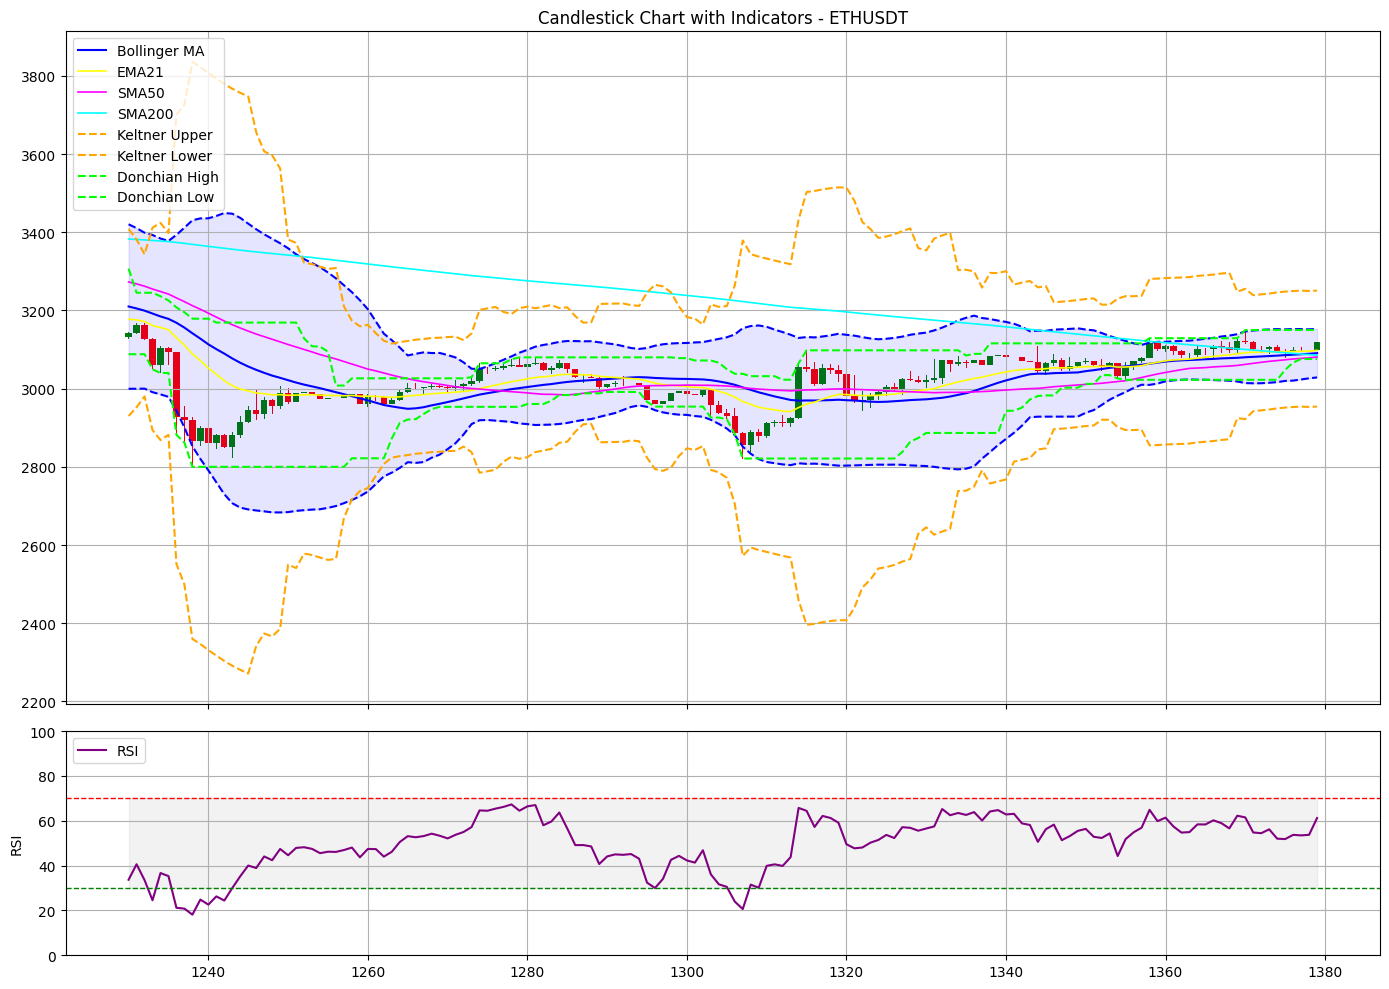 Candlestick Chart with Indicators - ETHUSDT
Bollinger MA
EMA21
SMA50
SMA200
Keltner Upper
Keltner Lower
Donchian High
Donchian Low
3800
3600
3400
3200
3000
2800
2600
2400
2200
RSI
100
80
60
40
20
0
RSI
1240
1260
1280
1300
1320
1340
1360
1380